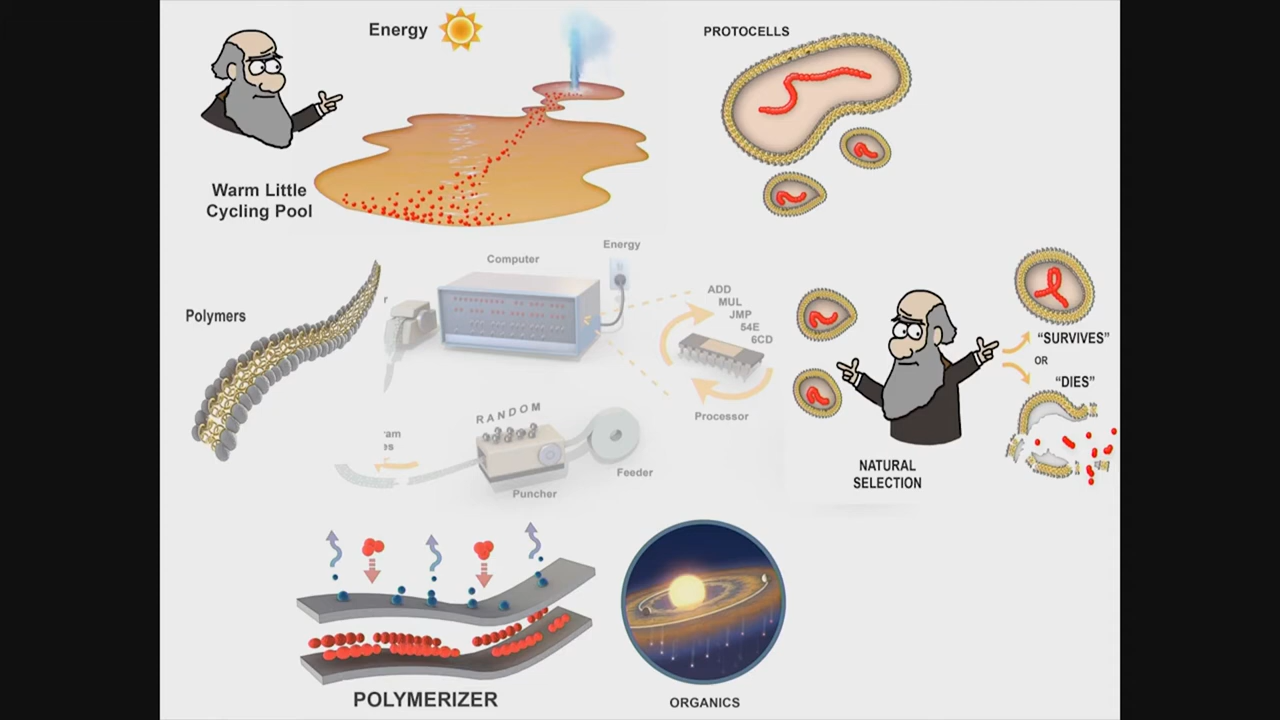 Energy
PROTOCELLS
Warm Little
Cycling Pool
Energy
Computer
Polymers
ADD
MUL
JMP
54E
6CD
Processor
"SURVIVES"
OR
"DIES"
RANDOM
Feeder
Puncher
NATURAL
SELECTION
POLYMERIZER
ORGANICS